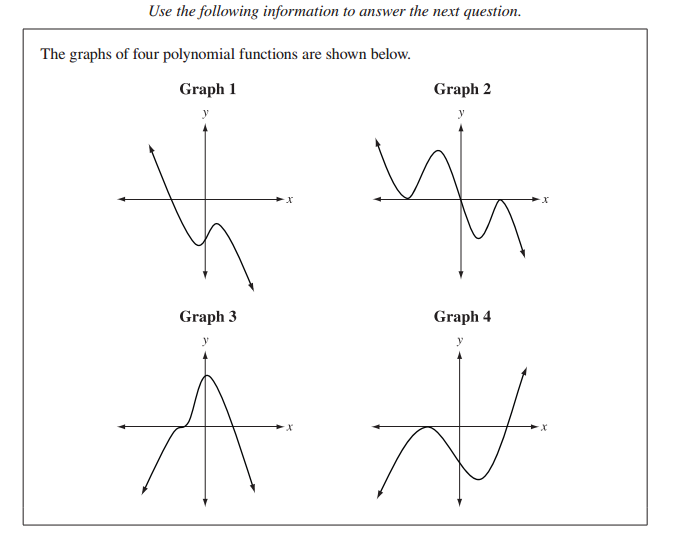 Use the following information to answer the next question.
The graphs of four polynomial functions are shown below.
Graph 1
y
x
Graph 2
y
x
Graph 3
y
x
Graph 4
y
x